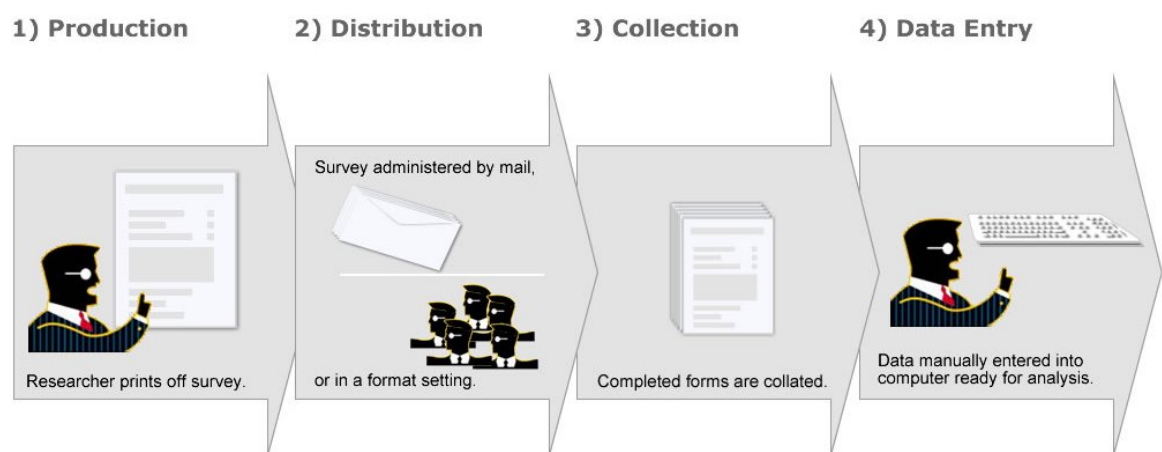 1) Production
2) Distribution
3) Collection
4) Data Entry
Researcher prints off survey.
Survey administered by mail,
or in a format setting.
Completed forms are collated.
Data manually entered into
computer ready for analysis.